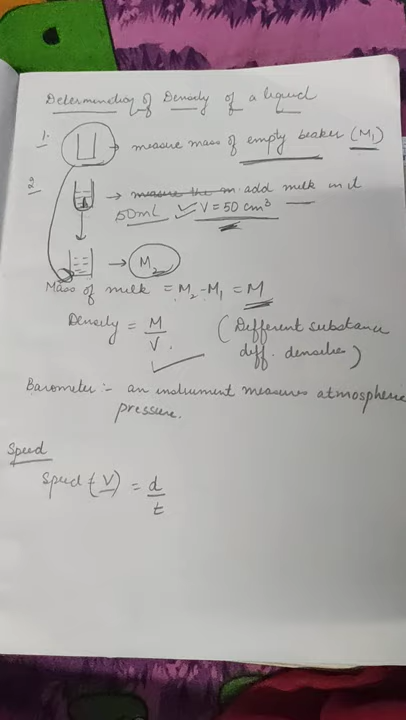 Determination of Density of a liquid
1. → measure mass of empty beaker (M₁)
2. → measure the m add milk in it
50mL ✓ V = 50 cm³
→ M₂
Mass of milk = M₂ - M₁ = M
Density = M/V. (Different substance
diff. densities)
Barometer :- an instrument measures atmospheric
pressure.
Speed
Speed (V) = d/t